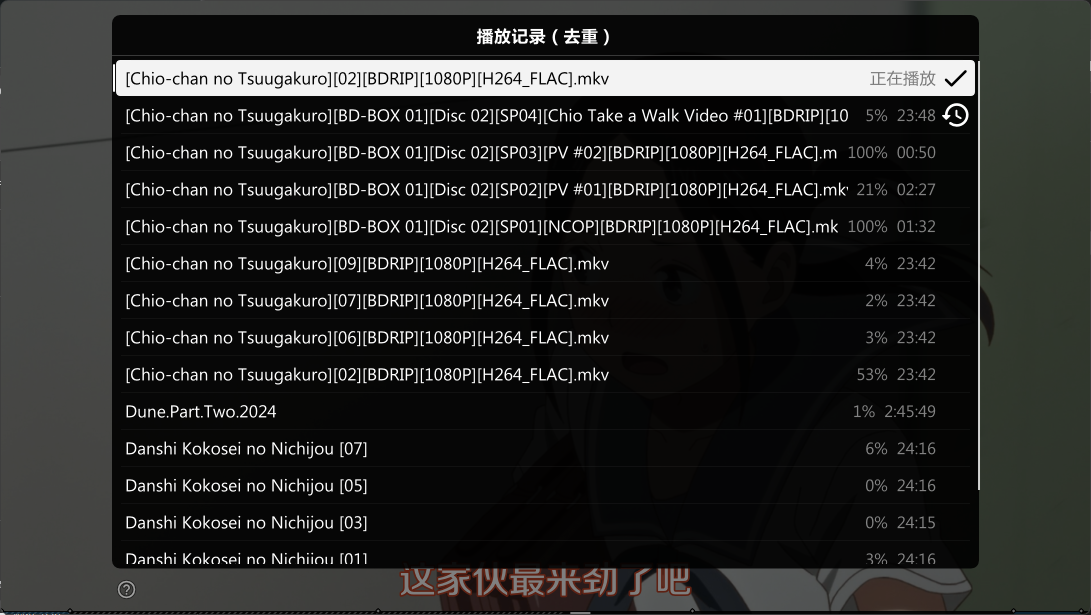 播放记录（去重）
[Chio-chan no Tsuugakuro][02][BDRIP][1080P][H264_FLAC].mkv 正在播放
[Chio-chan no Tsuugakuro][BD-BOX 01][Disc 02][SP04][Chio Take a Walk Video #01][BDRIP][10 5% 23:48
[Chio-chan no Tsuugakuro][BD-BOX 01][Disc 02][SP03][PV #02][BDRIP][1080P][H264_FLAC].m 100% 00:50
[Chio-chan no Tsuugakuro][BD-BOX 01][Disc 02][SP02][PV #01][BDRIP][1080P][H264_FLAC].mkv 21% 02:27
[Chio-chan no Tsuugakuro][BD-BOX 01][Disc 02][SP01][NCOP][BDRIP][1080P][H264_FLAC].mk 100% 01:32
[Chio-chan no Tsuugakuro][09][BDRIP][1080P][H264_FLAC].mkv 4% 23:42
[Chio-chan no Tsuugakuro][07][BDRIP][1080P][H264_FLAC].mkv 2% 23:42
[Chio-chan no Tsuugakuro][06][BDRIP][1080P][H264_FLAC].mkv 3% 23:42
[Chio-chan no Tsuugakuro][02][BDRIP][1080P][H264_FLAC].mkv 53% 23:42
Dune.Part.Two.2024 1% 2:45:49
Danshi Kokosei no Nichijou [07] 6% 24:16
Danshi Kokosei no Nichijou [05] 0% 24:16
Danshi Kokosei no Nichijou [03] 0% 24:15
Danshi Kokosei no Nichijou [01] 3% 24:16
这家伙最来劲了吧